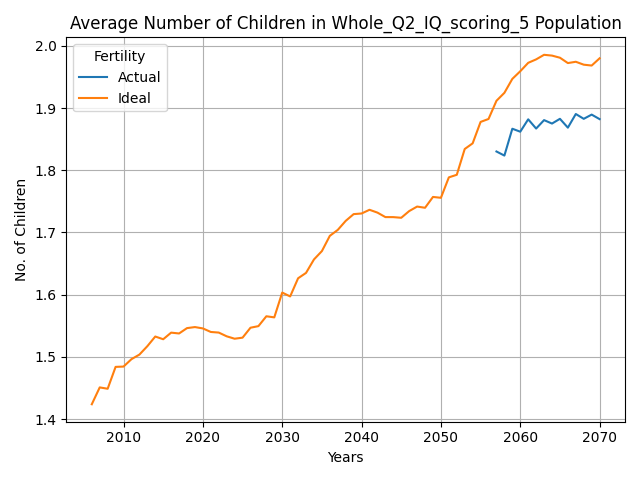 Average Number of Children in Whole_Q2_IQ_scoring_5 Population
Fertility
Actual
Ideal
No. of Children
2.0
1.9
1.8
1.7
1.6
1.5
1.4
2010 2020 2030 2040 2050 2060 2070
Years